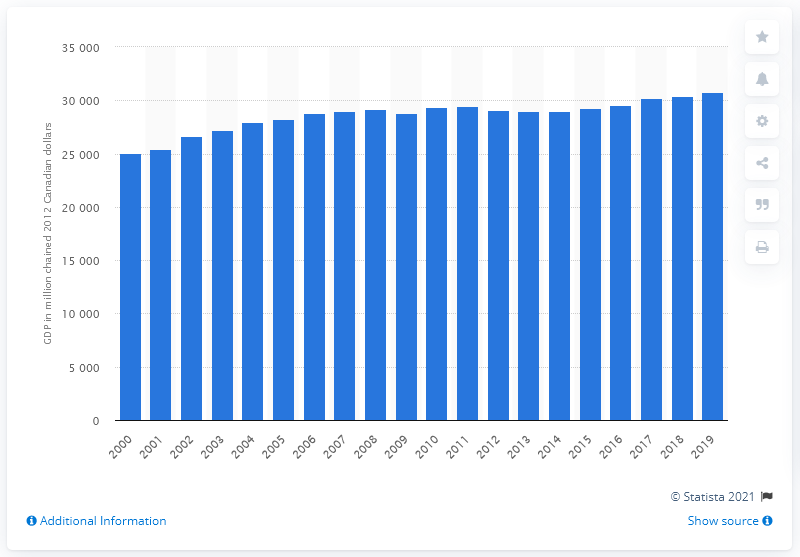 35 000
30 000
25 000
20 000
15 000
10 000
5 000
0
GDP in million chained 2012 Canadian dollars
2000 2001 2002 2003 2004 2005 2006 2007 2008 2009 2010 2011 2012 2013 2014 2015 2016 2017 2018 2019
© Statista 2021
Additional Information
Show source